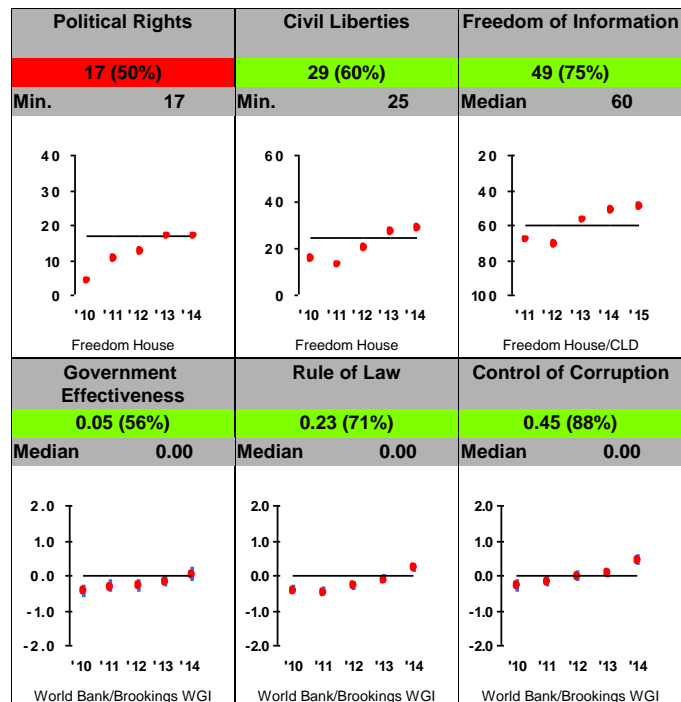 Political Rights
17 (50%)
Min. 17
40
30
20
10
0
'10 '11 '12 '13 '14
Freedom House
Civil Liberties
29 (60%)
Min. 25
60
40
20
0
'10 '11 '12 '13 '14
Freedom House
Freedom of Information
49 (75%)
Median 60
20
40
60
80
100
'11 '12 '13 '14 '15
Freedom House/CLD
Government
Effectiveness
0.05 (56%)
Median 0.00
2.0
1.0
0.0
-1.0
-2.0
'10 '11 '12 '13 '14
World Bank/Brookings WGI
Rule of Law
0.23 (71%)
Median 0.00
2.0
1.0
0.0
-1.0
-2.0
'10 '11 '12 '13 '14
World Bank/Brookings WGI
Control of Corruption
0.45 (88%)
Median 0.00
2.0
1.0
0.0
-1.0
-2.0
'10 '11 '12 '13 '14
World Bank/Brookings WGI